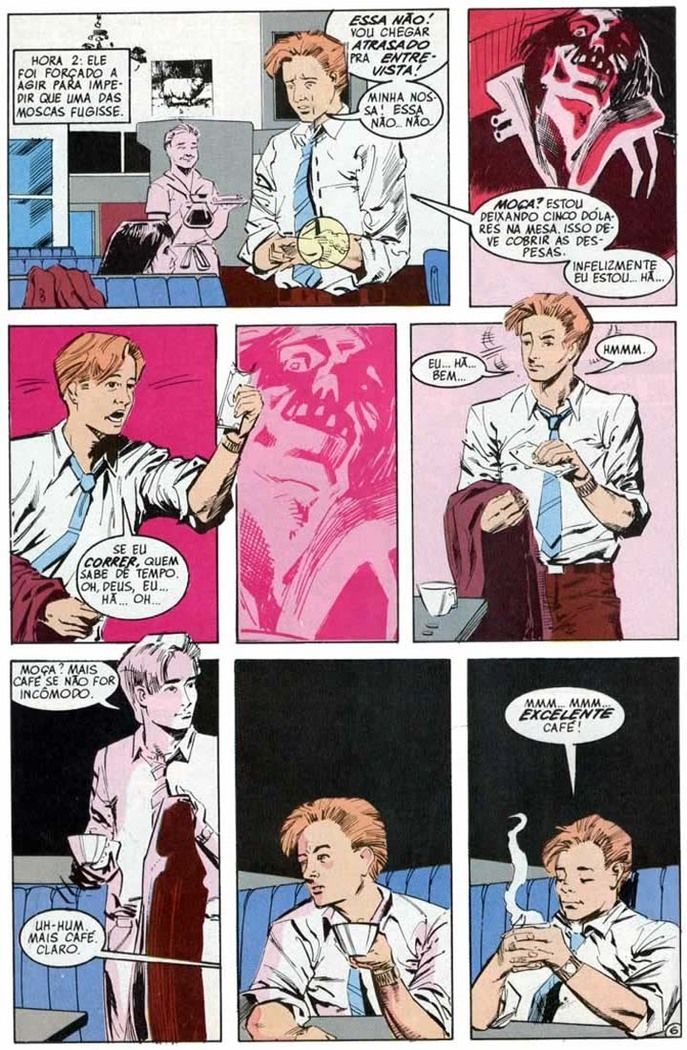 HORA 2: ELE
FOI FORÇADO A
AGIR PARA IMPE-
DIR QUE UMA DAS
MOSCAS FUGISSE.
ESSA NÃO!
VOU CHEGAR
ATRASADO
PRA ENTRE-
VISTA!
MINHA NOS-
SA! ESSA
NÃO... NÃO...
MOÇA? ESTOU
DEIXANDO CINCO DÓLA-
RES NA MESA. ISSO DE-
VE COBRIR AS DES-
PESAS.
INFELIZMENTE
EU ESTOU... HÃ...
SE EU
CORRER, QUEM
SABE DÊ TEMPO.
OH, DEUS, EU...
HÃ... OH...
EU... HÃ...
BEM...
HMMM.
MOÇA? MAIS
CAFÉ SE NÃO FOR
INCÔMODO.
UH-HUM.
MAIS CAFÉ.
CLARO.
MMM... MMM...
EXCELENTE
CAFÉ!
6